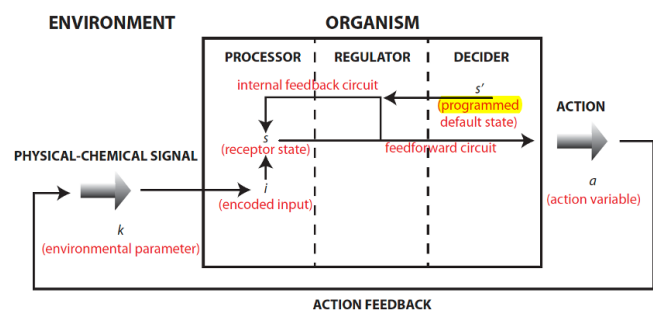 ENVIRONMENT
ORGANISM
PROCESSOR
REGULATOR
DECIDER
internal feedback circuit
s'
(programmed
default state)
ACTION
s
(receptor state)
feedforward circuit
PHYSICAL-CHEMICAL SIGNAL
i
(encoded input)
a
(action variable)
k
(environmental parameter)
ACTION FEEDBACK